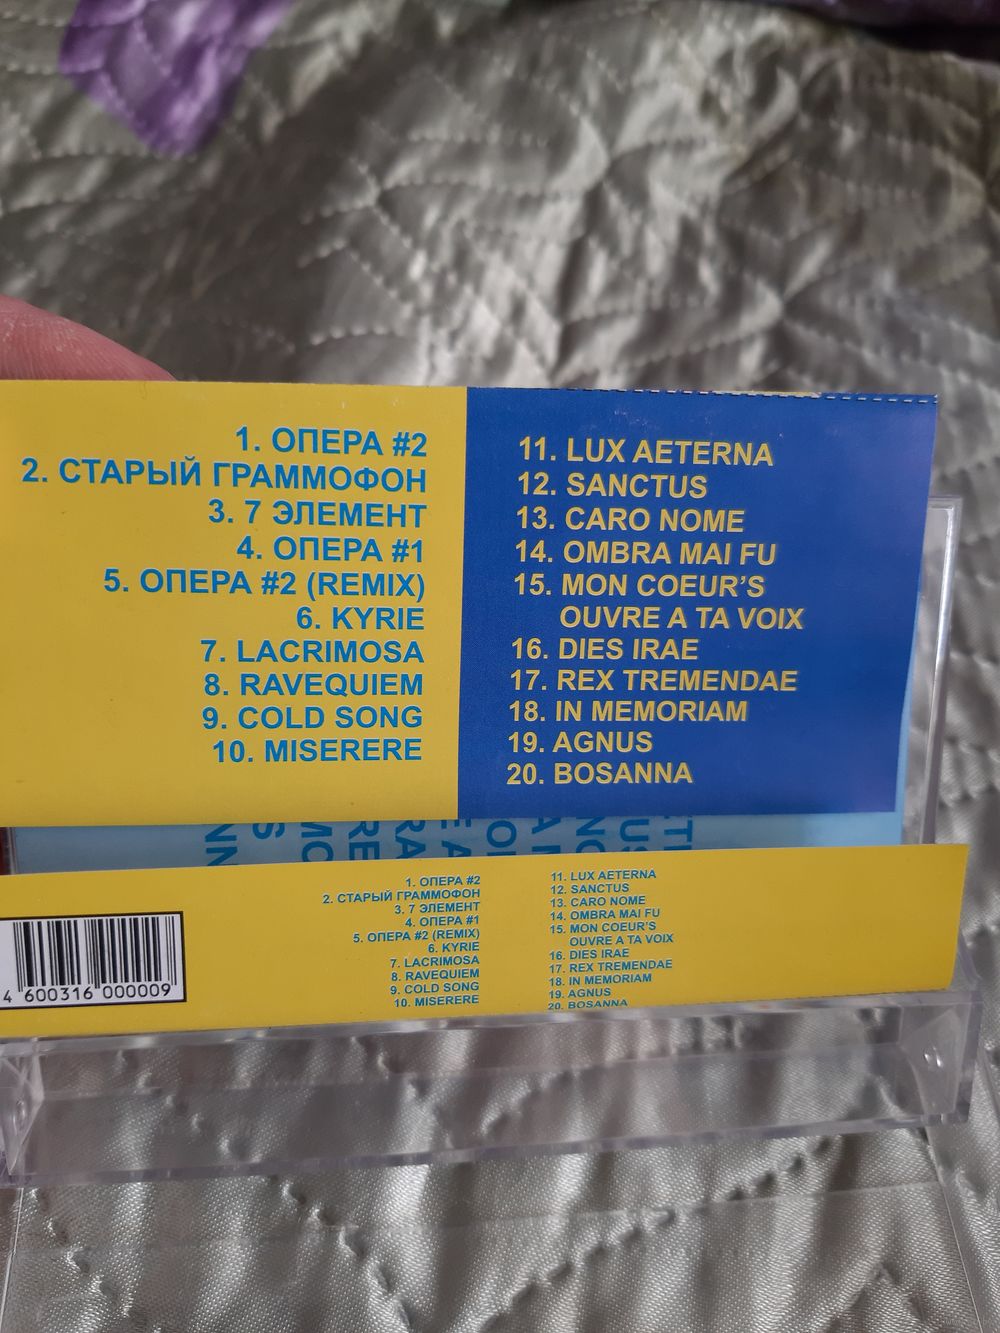 1. ОПЕРА #2
2. СТАРЫЙ ГРАММОФОН
3. 7 ЭЛЕМЕНТ
4. ОПЕРА #1
5. ОПЕРА #2 (REMIX)
6. KYRIE
7. LACRIMOSA
8. RAVEQUIEM
9. COLD SONG
10. MISERERE
11. LUX AETERNA
12. SANCTUS
13. CARO NOME
14. OMBRA MAI FU
15. MON COEUR'S
OUVRE A TA VOIX
16. DIES IRAE
17. REX TREMENDAE
18. IN MEMORIAM
19. AGNUS
20. BOSANNA
4 600316 000009
1. ОПЕРА #2
2. СТАРЫЙ ГРАММОФОН
3. 7 ЭЛЕМЕНТ
4. ОПЕРА #1
5. ОПЕРА #2 (REMIX)
6. KYRIE
7. LACRIMOSA
8. RAVEQUIEM
9. COLD SONG
10. MISERERE
11. LUX AETERNA
12. SANCTUS
13. CARO NOME
14. OMBRA MAI FU
15. MON COEUR'S
OUVRE A TA VOIX
16. DIES IRAE
17. REX TREMENDAE
18. IN MEMORIAM
19. AGNUS
20. BOSANNA